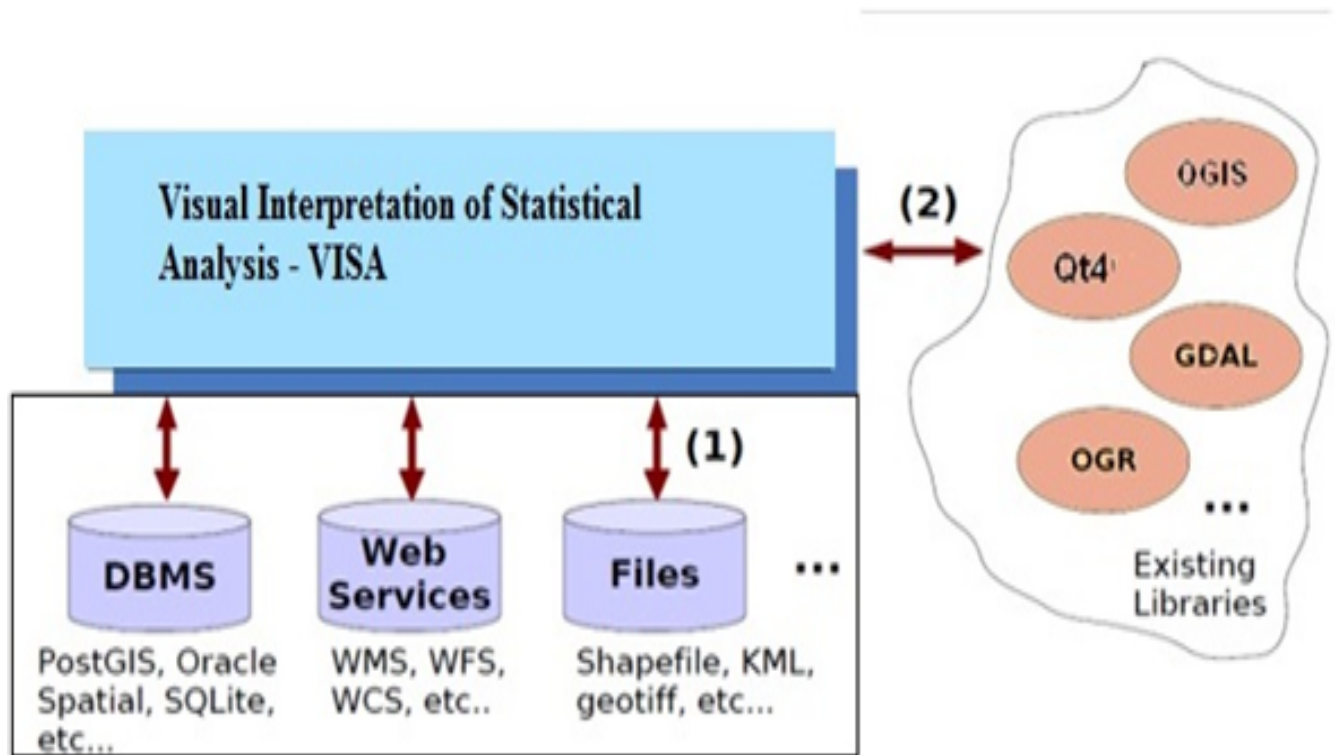 Visual Interpretation of Statistical
Analysis - VISA
(2)
OGIS
Qt4
GDAL
OGR
...
Existing
Libraries
(1)
DBMS
Web
Services
Files
...
PostGIS, Oracle
Spatial, SQLite,
etc...
WMS, WFS,
WCS, etc..
Shapefile, KML,
geotiff, etc...